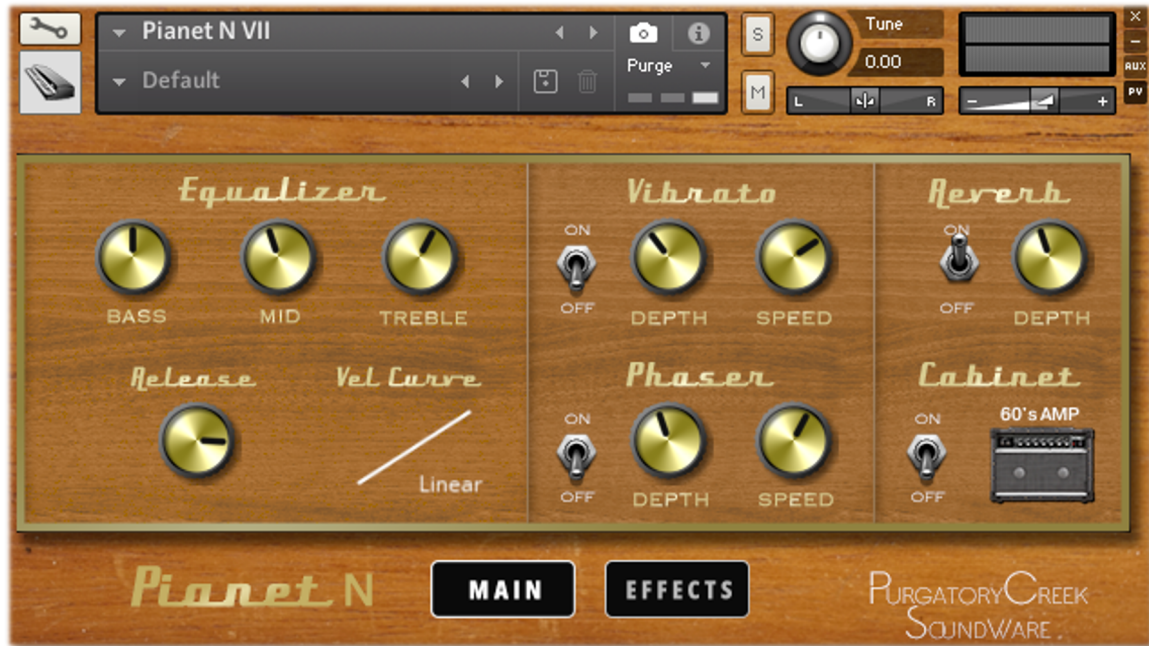 Pianet N VII
Default
Purge
S
M
Tune
0.00
L R
- +
X
-
AUX
PV
Equalizer
BASS MID TREBLE
Release
Vel Curve
Linear
Vibrato
ON
OFF
DEPTH SPEED
Phaser
ON
OFF
DEPTH SPEED
Reverb
ON
OFF
DEPTH
Cabinet
ON
OFF
60's AMP
Pianet N
MAIN
EFFECTS
PURGATORY CREEK
SOUNDWARE.